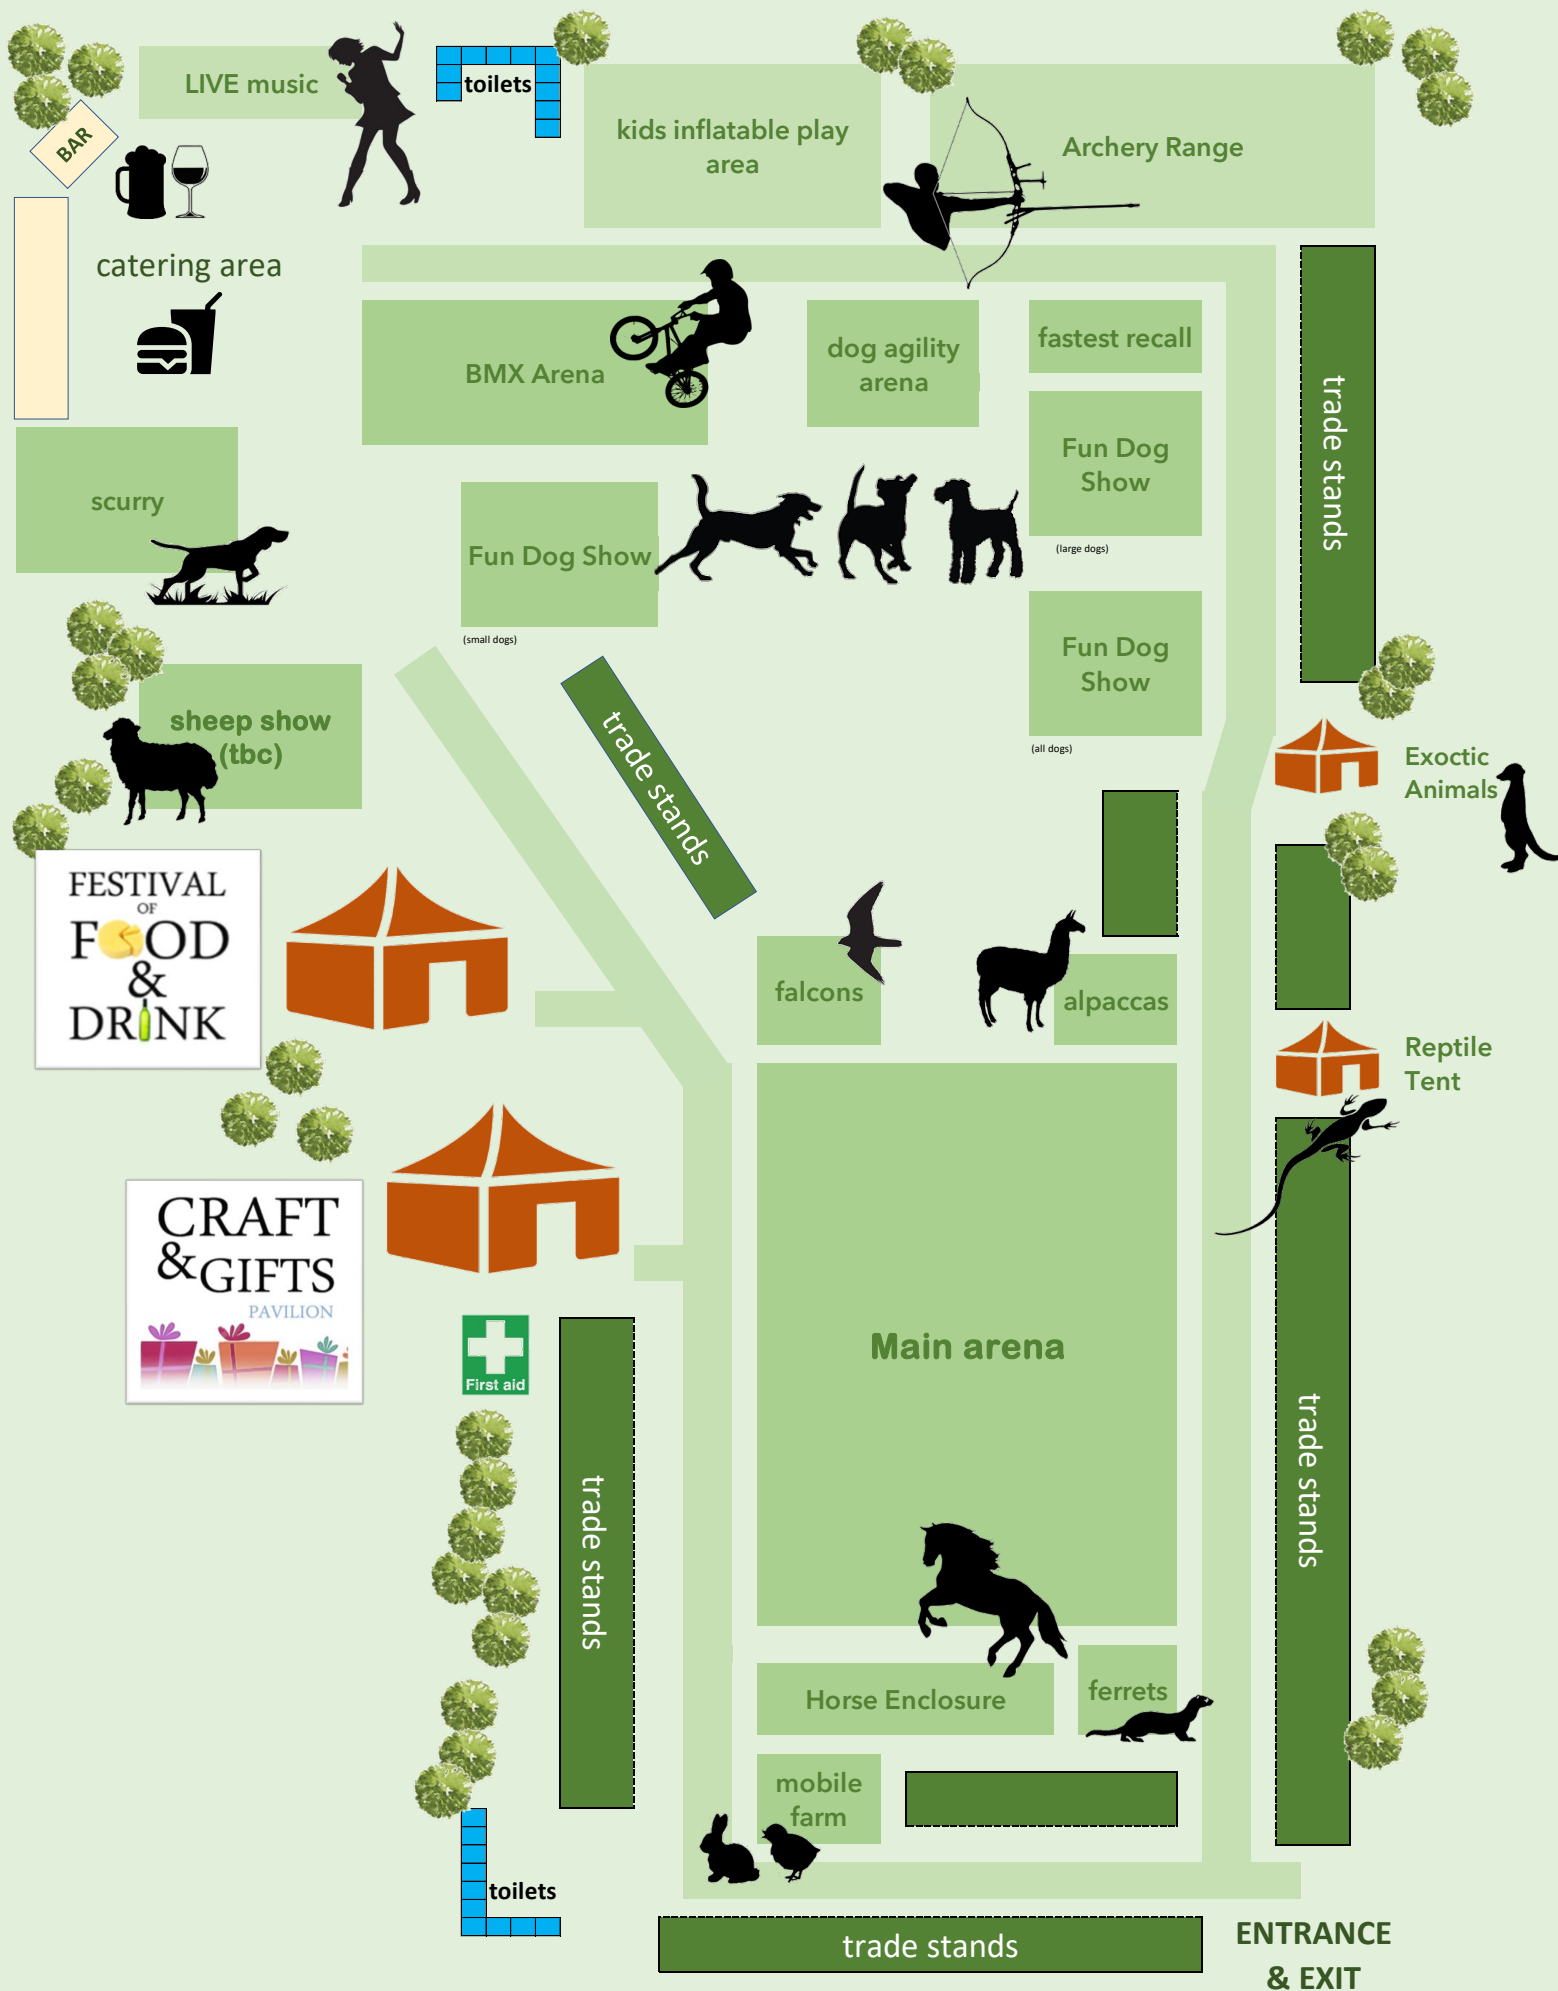 LIVE music
toilets
BAR
kids inflatable play
area
Archery Range
catering area
BMX Arena
dog agility
arena
fastest recall
Fun Dog
Show
(large dogs)
trade stands
scurry
Fun Dog Show
(small dogs)
Fun Dog
Show
(all dogs)
sheep show
(tbc)
trade stands
Exoctic
Animals
FESTIVAL
OF
FOOD
&
DRINK
falcons
alpaccas
Reptile
Tent
CRAFT
&GIFTS
PAVILION
First aid
Main arena
trade stands
trade stands
Horse Enclosure
ferrets
mobile
farm
toilets
trade stands
ENTRANCE
& EXIT